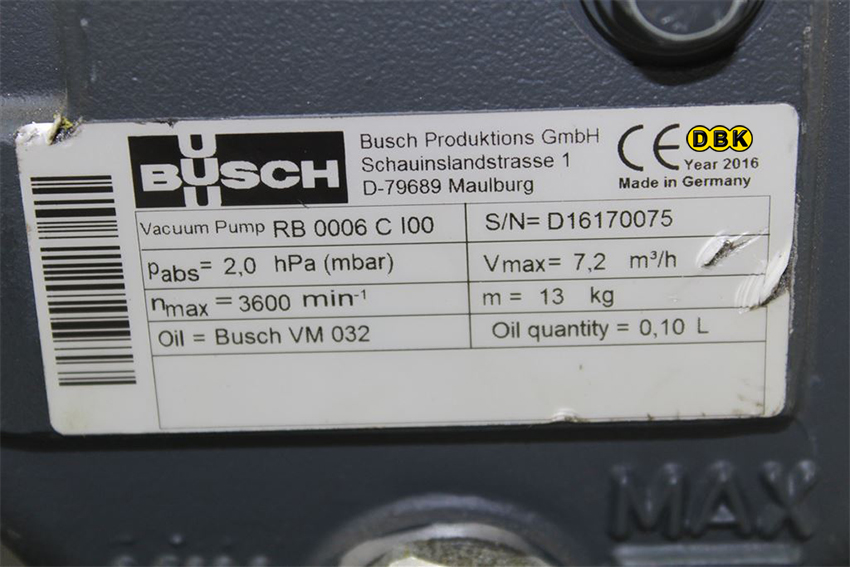 BUSCH
Busch Produktions GmbH
Schauinslandstrasse 1
D-79689 Maulburg
CE
DBK
Year 2016
Made in Germany
Vacuum Pump RB 0006 C I00
S/N= D16170075
pabs= 2,0 hPa (mbar)
Vmax= 7,2 m³/h
nmax = 3600 min-1
m = 13 kg
Oil = Busch VM 032
Oil quantity = 0,10 L
MAX